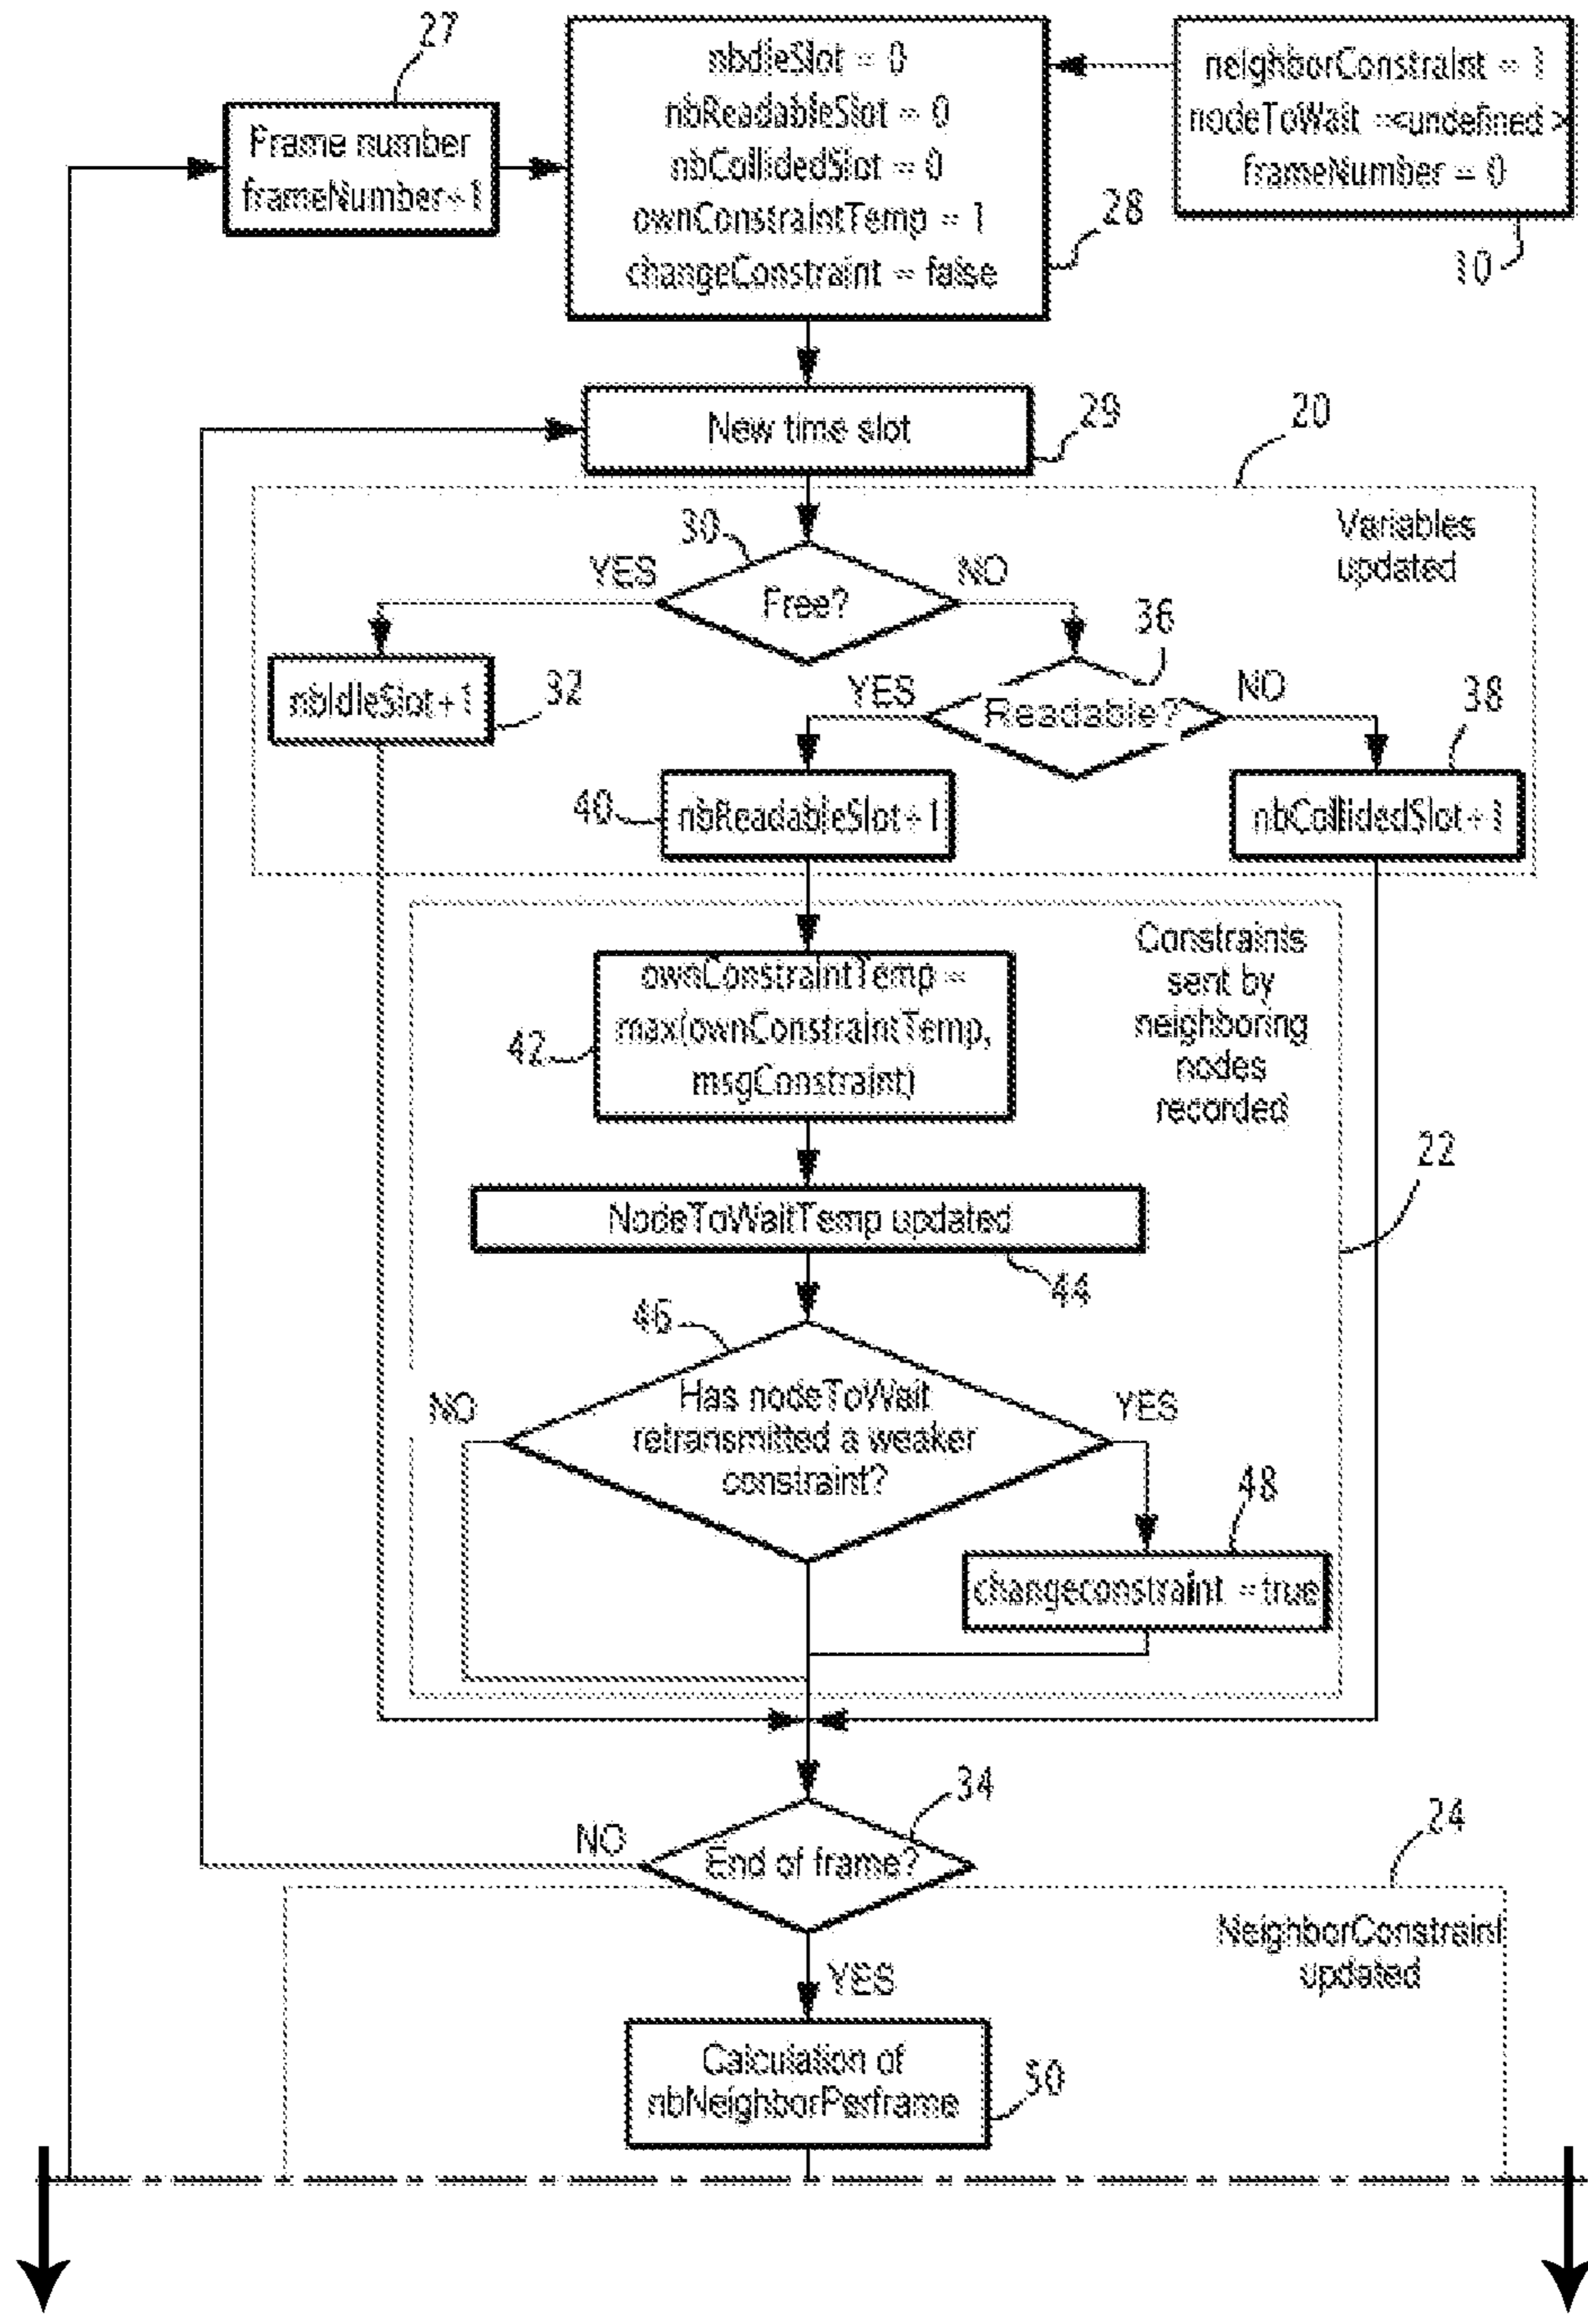 27
Frame number
frameNumber+1
nbdleSlot = 0
nbReadableSlot = 0
nbCollidedSlot = 0
ownConstraintTemp = 1
changeConstraint = false
28
neighborConstraint = 1
nodeToWait =<undefined >
frameNumber = 0
10
New time slot
29
20
Variables
updated
30
YES
Free?
NO
36
nbIdleSlot+1
32
YES
Readable?
NO
38
40
nbReadableSlot+1
nbCollidedSlot+1
Constraints
sent by
neighboring
nodes
recorded
ownConstraintTemp =
max(ownConstraintTemp,
msgConstraint)
42
22
NodeToWaitTemp updated
44
46
NO
Has nodeToWait
retransmitted a weaker
constraint?
YES
48
changeconstraint =true
34
NO
End of frame?
24
NeighborConstraint
updated
YES
Calculation of
nbNeighborPerframe
50